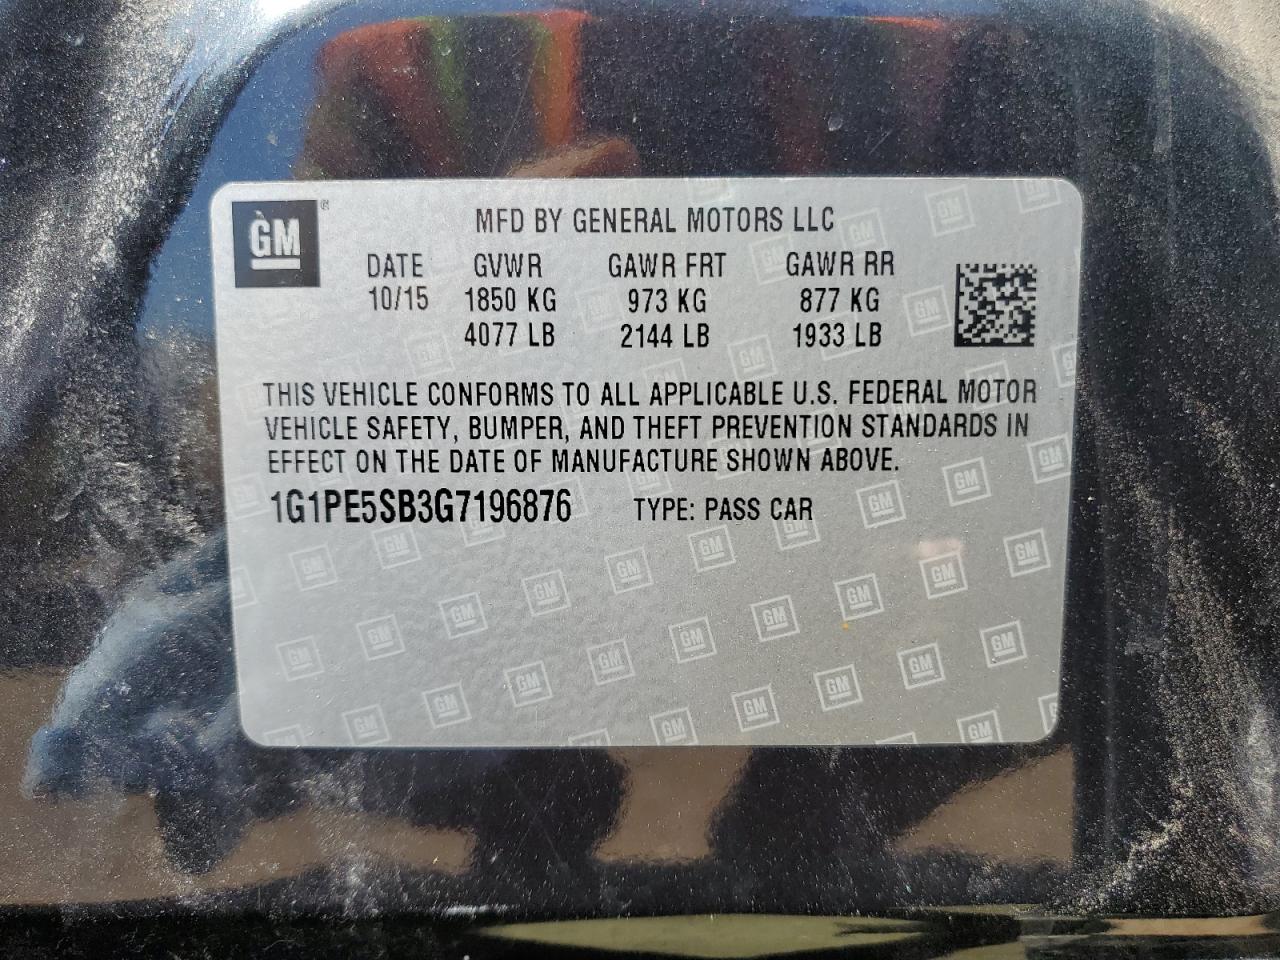 GM
MFD BY GENERAL MOTORS LLC
DATE GVWR GAWR FRT GAWR RR
10/15 1850 KG 973 KG 877 KG
4077 LB 2144 LB 1933 LB
THIS VEHICLE CONFORMS TO ALL APPLICABLE U.S. FEDERAL MOTOR
VEHICLE SAFETY, BUMPER, AND THEFT PREVENTION STANDARDS IN
EFFECT ON THE DATE OF MANUFACTURE SHOWN ABOVE.
1G1PE5SB3G7196876 TYPE: PASS CAR